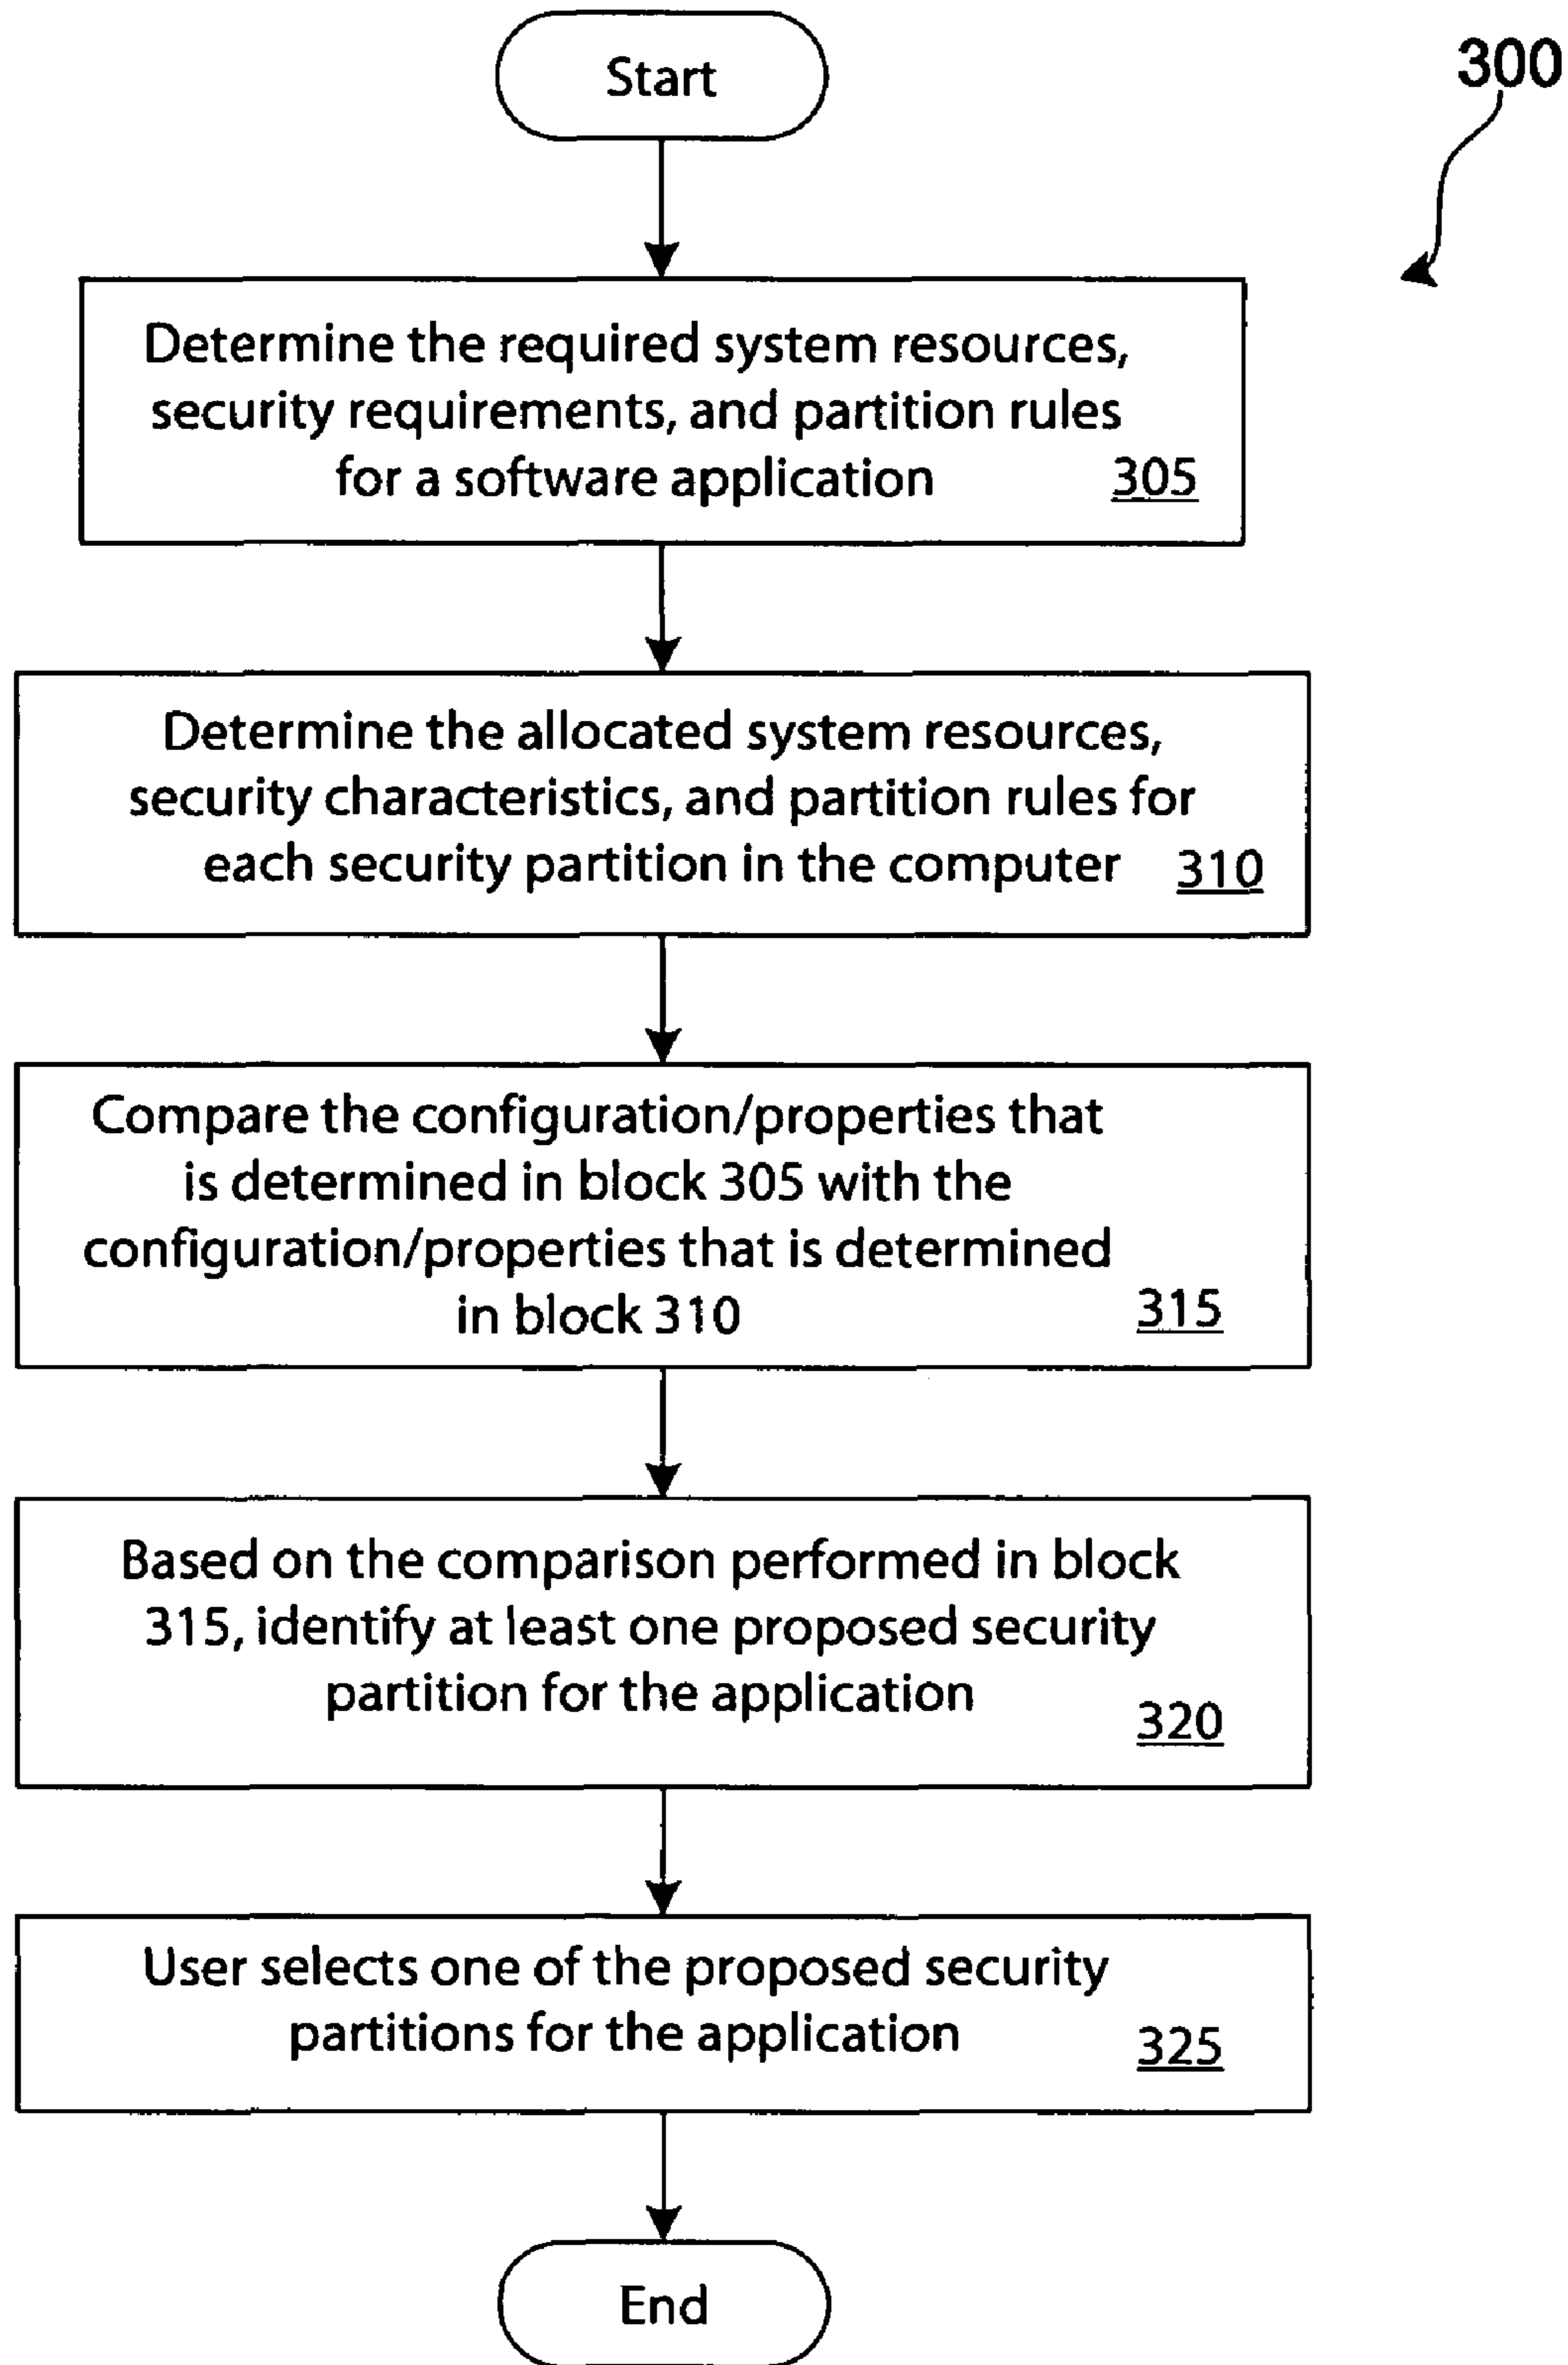 Start
300
Determine the required system resources,
security requirements, and partition rules
for a software application 305
Determine the allocated system resources,
security characteristics, and partition rules for
each security partition in the computer 310
Compare the configuration/properties that
is determined in block 305 with the
configuration/properties that is determined
in block 310 315
Based on the comparison performed in block
315, identify at least one proposed security
partition for the application
320
User selects one of the proposed security
partitions for the application 325
End